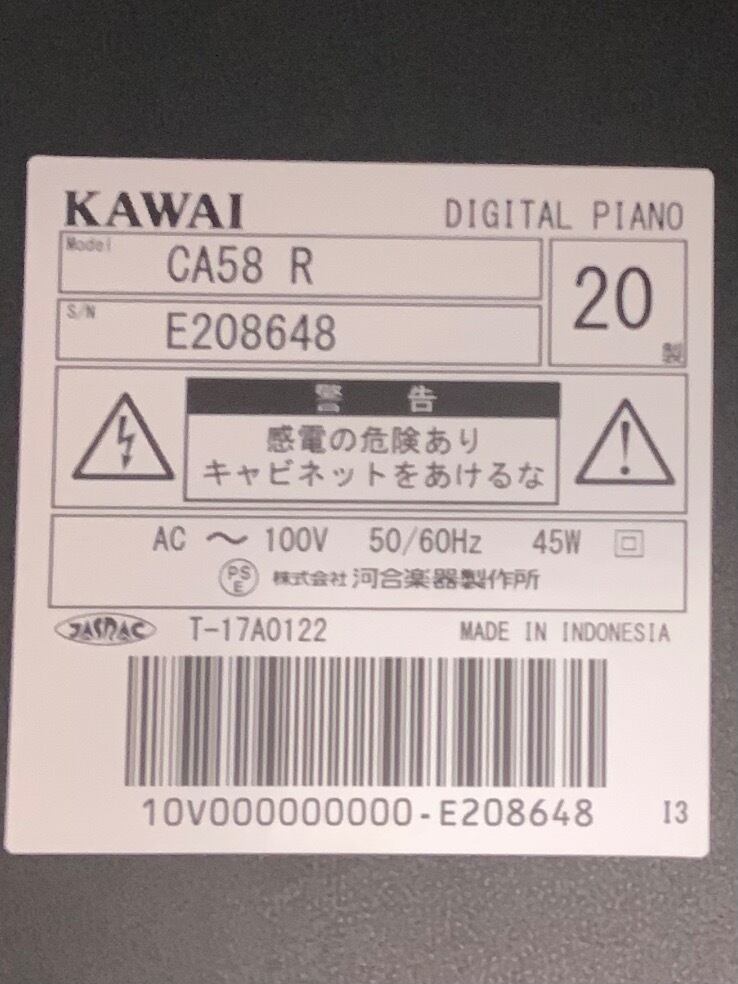 KAWAI DIGITAL PIANO
Model CA58 R
S/N E208648
20製
警告
感電の危険あり
キャビネットをあけるな
AC 〜 100V 50/60Hz 45W
PSE 株式会社 河合楽器製作所
JASRAC T-17A0122 MADE IN INDONESIA
10V000000000-E208648 I3